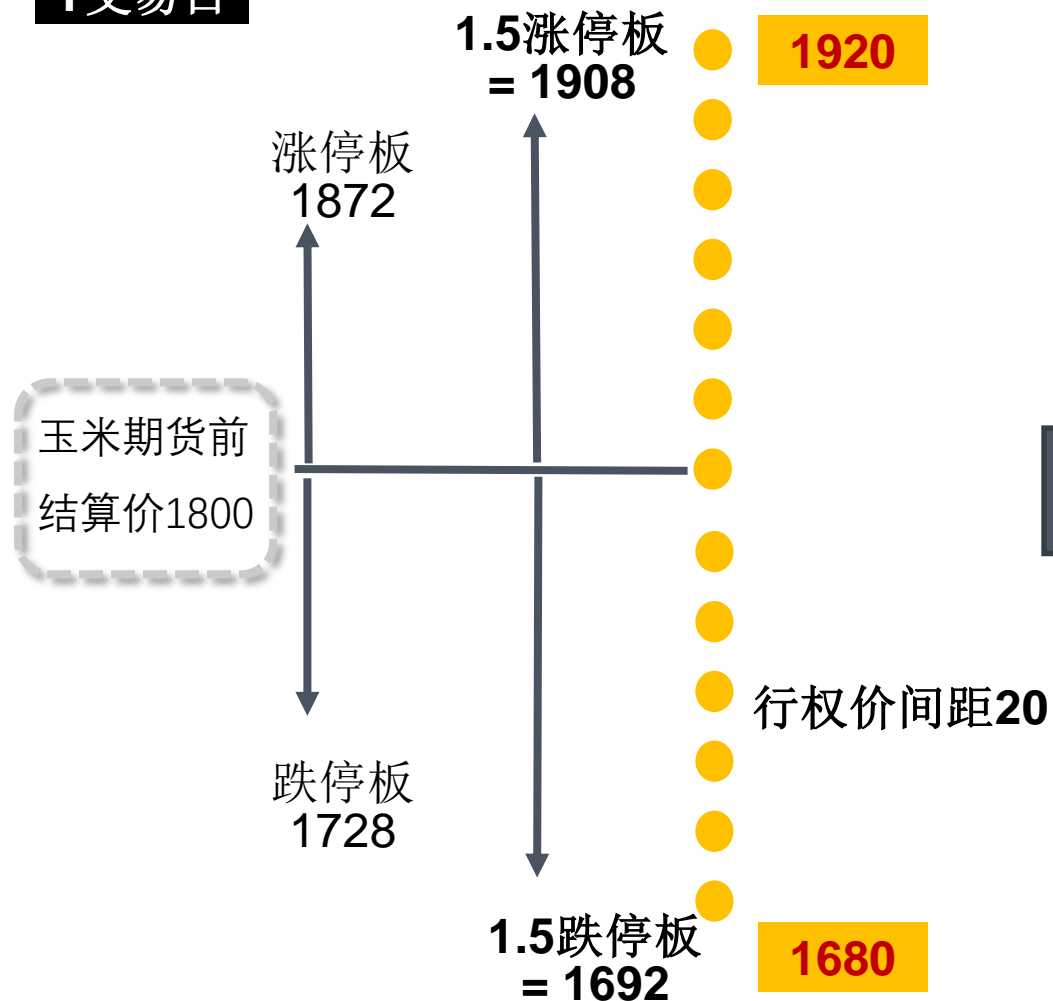 1.5涨停板
= 1908
1920
涨停板
1872
玉米期货前
结算价1800
行权价间距20
跌停板
1728
1.5跌停板
= 1692
1680